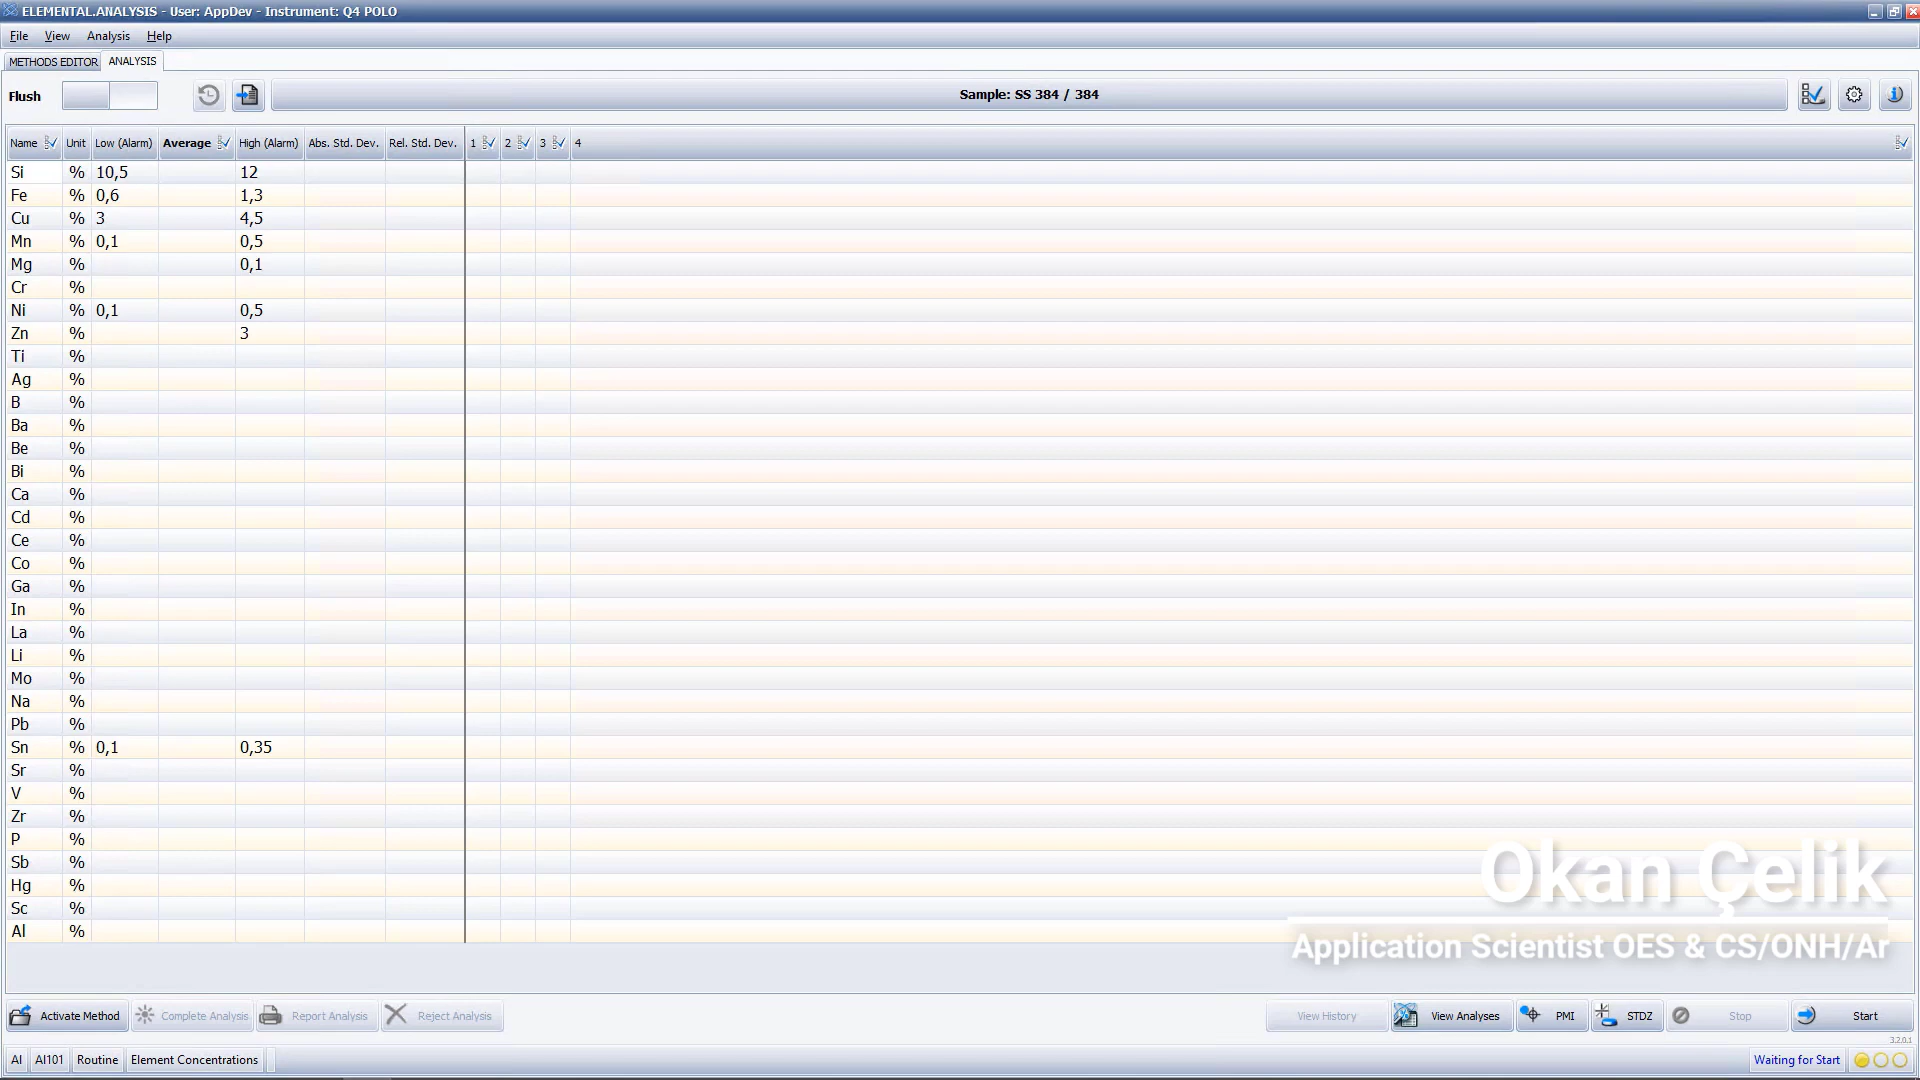 ELEMENTAL.ANALYSIS - User: AppDev - Instrument: Q4 POLO
File View Analysis Help
METHODS EDITOR ANALYSIS
Flush Sample: SS 384 / 384
Name Unit Low (Alarm) Average High (Alarm) Abs. Std. Dev. Rel. Std. Dev. 1 2 3 4
Si % 10,5 12
Fe % 0,6 1,3
Cu % 3 4,5
Mn % 0,1 0,5
Mg % 0,1
Cr %
Ni % 0,1 0,5
Zn % 3
Ti %
Ag %
B %
Ba %
Be %
Bi %
Ca %
Cd %
Ce %
Co %
Ga %
In %
La %
Li %
Mo %
Na %
Pb %
Sn % 0,1 0,35
Sr %
V %
Zr %
P %
Sb %
Hg %
Sc %
Al %
Okan Çelik
Application Scientist OES & CS/ONH/Ar
Activate Method Complete Analysis Report Analysis Reject Analysis View History View Analyses PMI STDZ Stop Start
3.2.0.1
Al Al101 Routine Element Concentrations Waiting for Start